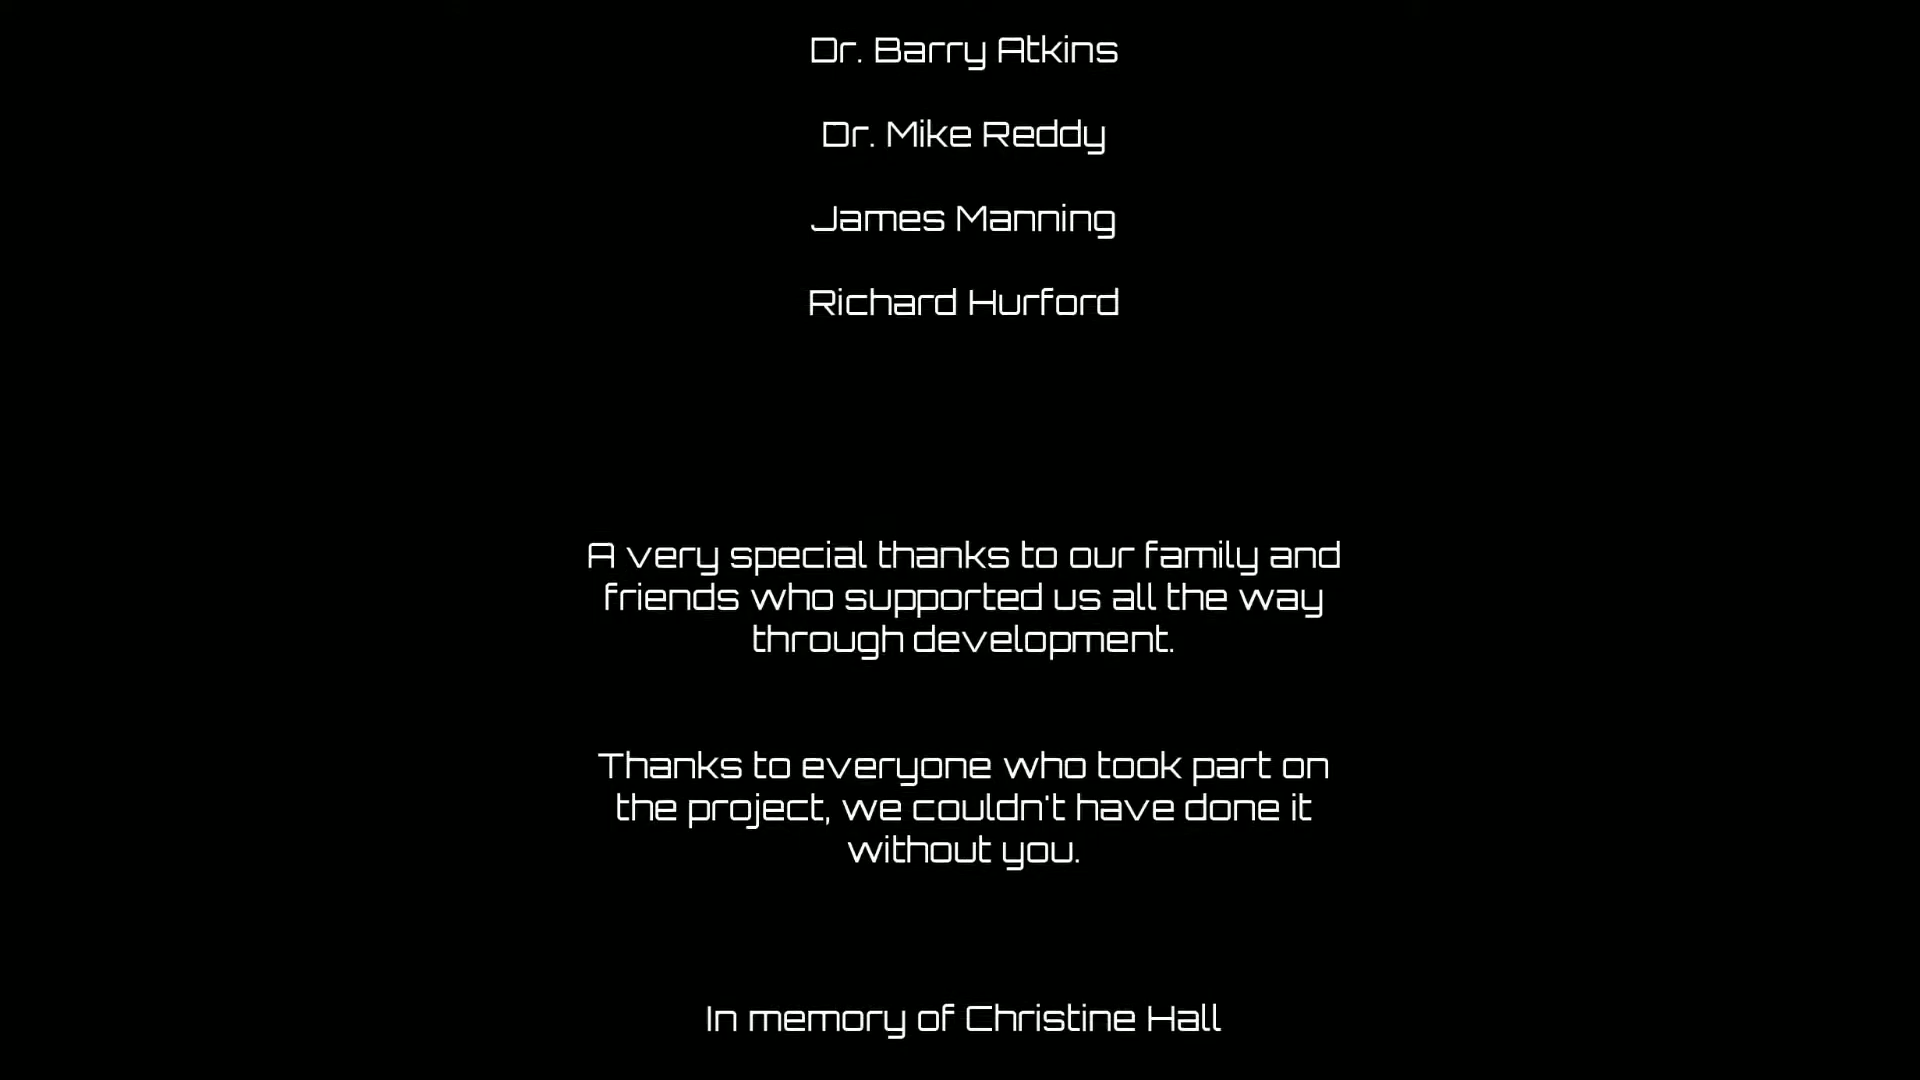 Dr. Barry Atkins
Dr. Mike Reddy
James Manning
Richard Hurford
A very special thanks to our family and
friends who supported us all the way
through development.
Thanks to everyone who took part on
the project, we couldn't have done it
without you.
In memory of Christine Hall